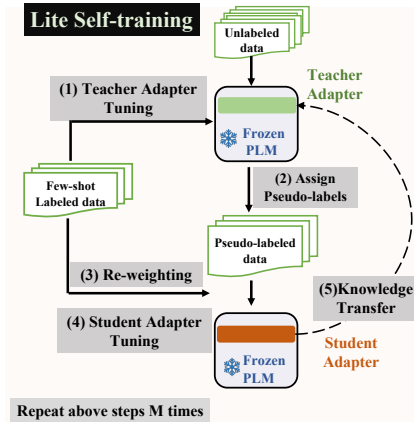 Lite Self-training
Unlabeled
data
(1) Teacher Adapter
Tuning
Teacher
Adapter
Frozen
PLM
(2) Assign
Pseudo-labels
Few-shot
Labeled data
Pseudo-labeled
data
(3) Re-weighting
(4) Student Adapter
Tuning
(5)Knowledge
Transfer
Frozen
PLM
Student
Adapter
Repeat above steps M times